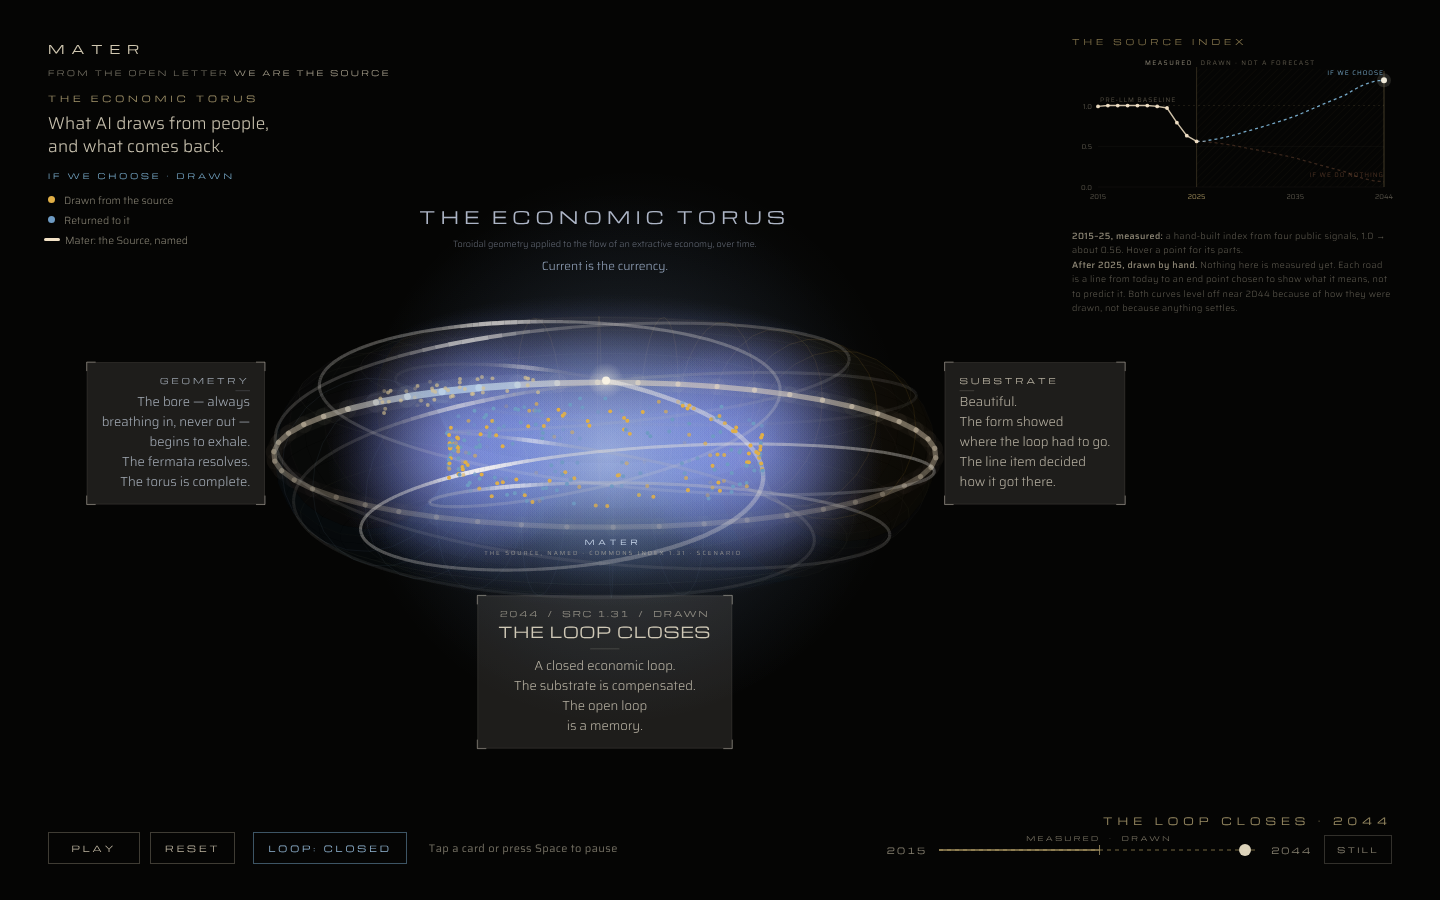 MATER
FROM THE OPEN LETTER WE ARE THE SOURCE
THE ECONOMIC TORUS
What AI draws from people,
and what comes back.
IF WE CHOOSE · DRAWN
Drawn from the source
Returned to it
Mater: the Source, named
THE SOURCE INDEX
MEASURED DRAWN · NOT A FORECAST
IF WE CHOOSE
PRE-LLM BASELINE
1.0
0.5
IF WE DO NOTHING
0.0
2015 2025 2035 2044
2015–25, measured: a hand-built index from four public signals, 1.0 →
about 0.56. Hover a point for its parts.
After 2025, drawn by hand. Nothing here is measured yet. Each road
is a line from today to an end point chosen to show what it means, not
to predict it. Both curves level off near 2044 because of how they were
drawn, not because anything settles.
THE ECONOMIC TORUS
Toroidal geometry applied to the flow of an extractive economy, over time.
Current is the currency.
GEOMETRY
The bore — always
breathing in, never out —
begins to exhale.
The fermata resolves.
The torus is complete.
SUBSTRATE
Beautiful.
The form showed
where the loop had to go.
The line item decided
how it got there.
MATER
THE SOURCE, NAMED · COMMONS INDEX 1.31 · SCENARIO
2044 / SRC 1.31 / DRAWN
THE LOOP CLOSES
A closed economic loop.
The substrate is compensated.
The open loop
is a memory.
PLAY
RESET
LOOP: CLOSED
Tap a card or press Space to pause
THE LOOP CLOSES · 2044
MEASURED · DRAWN
2015
2044
STILL